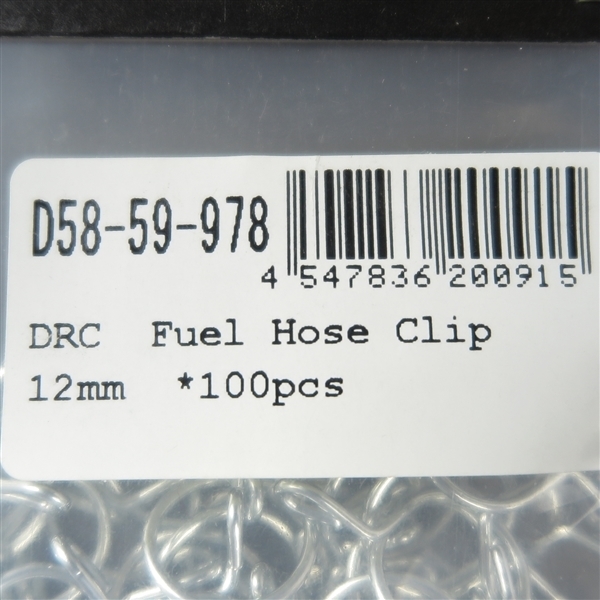 D58-59-978
4 547836 200915
DRC Fuel Hose Clip
12mm *100pcs